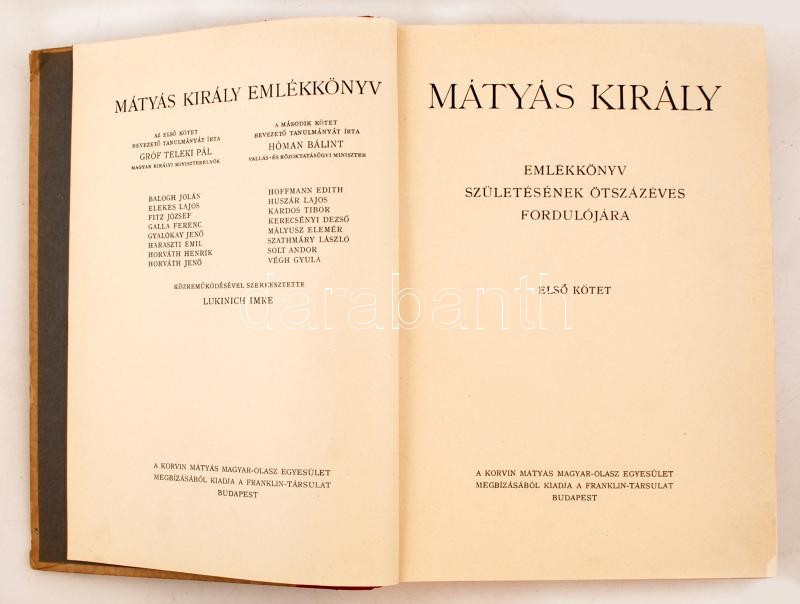 MÁTYÁS KIRÁLY EMLÉKKÖNYV
AZ ELSŐ KÖTET
BEVEZETŐ TANULMÁNYÁT ÍRTA
GRÓF TELEKI PÁL
MAGYAR KIRÁLYI MINISZTERELNÖK
A MÁSODIK KÖTET
BEVEZETŐ TANULMÁNYÁT ÍRTA
HÓMAN BÁLINT
VALLÁS- ÉS KÖZOKTATÁSÜGYI MINISZTER
BALOGH JOLÁN
ELEKES LAJOS
FITZ JÓZSEF
GALLA FERENC
GYALÓKAY JENŐ
HARASZTI EMIL
HORVÁTH HENRIK
HORVÁTH JENŐ
HOFFMANN EDITH
HUSZÁR LAJOS
KARDOS TIBOR
KERECSÉNYI DEZSŐ
MÁLYUSZ ELEMÉR
SZATHMÁRY LÁSZLÓ
SOLT ANDOR
VÉGH GYULA
KÖZREMŰKÖDÉSÉVEL SZERKESZTETTE
LUKINICH IMRE
A KORVIN MÁTYÁS MAGYAR-OLASZ EGYESÜLET
MEGBÍZÁSÁBÓL KIADJA A FRANKLIN-TÁRSULAT
BUDAPEST
MÁTYÁS KIRÁLY
EMLÉKKÖNYV
SZÜLETÉSÉNEK ÖTSZÁZÉVES
FORDULÓJÁRA
ELSŐ KÖTET
A KORVIN MÁTYÁS MAGYAR-OLASZ EGYESÜLET
MEGBÍZÁSÁBÓL KIADJA A FRANKLIN-TÁRSULAT
BUDAPEST
darabanth